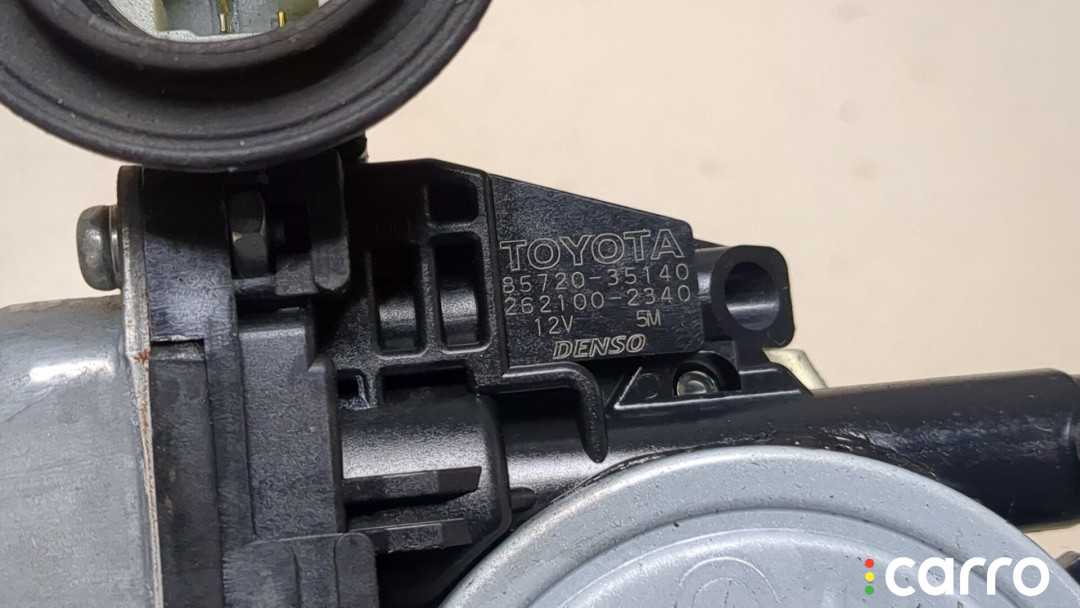 TOYOTA
85720-35140
262100-2340
12V 5M
DENSO
carro